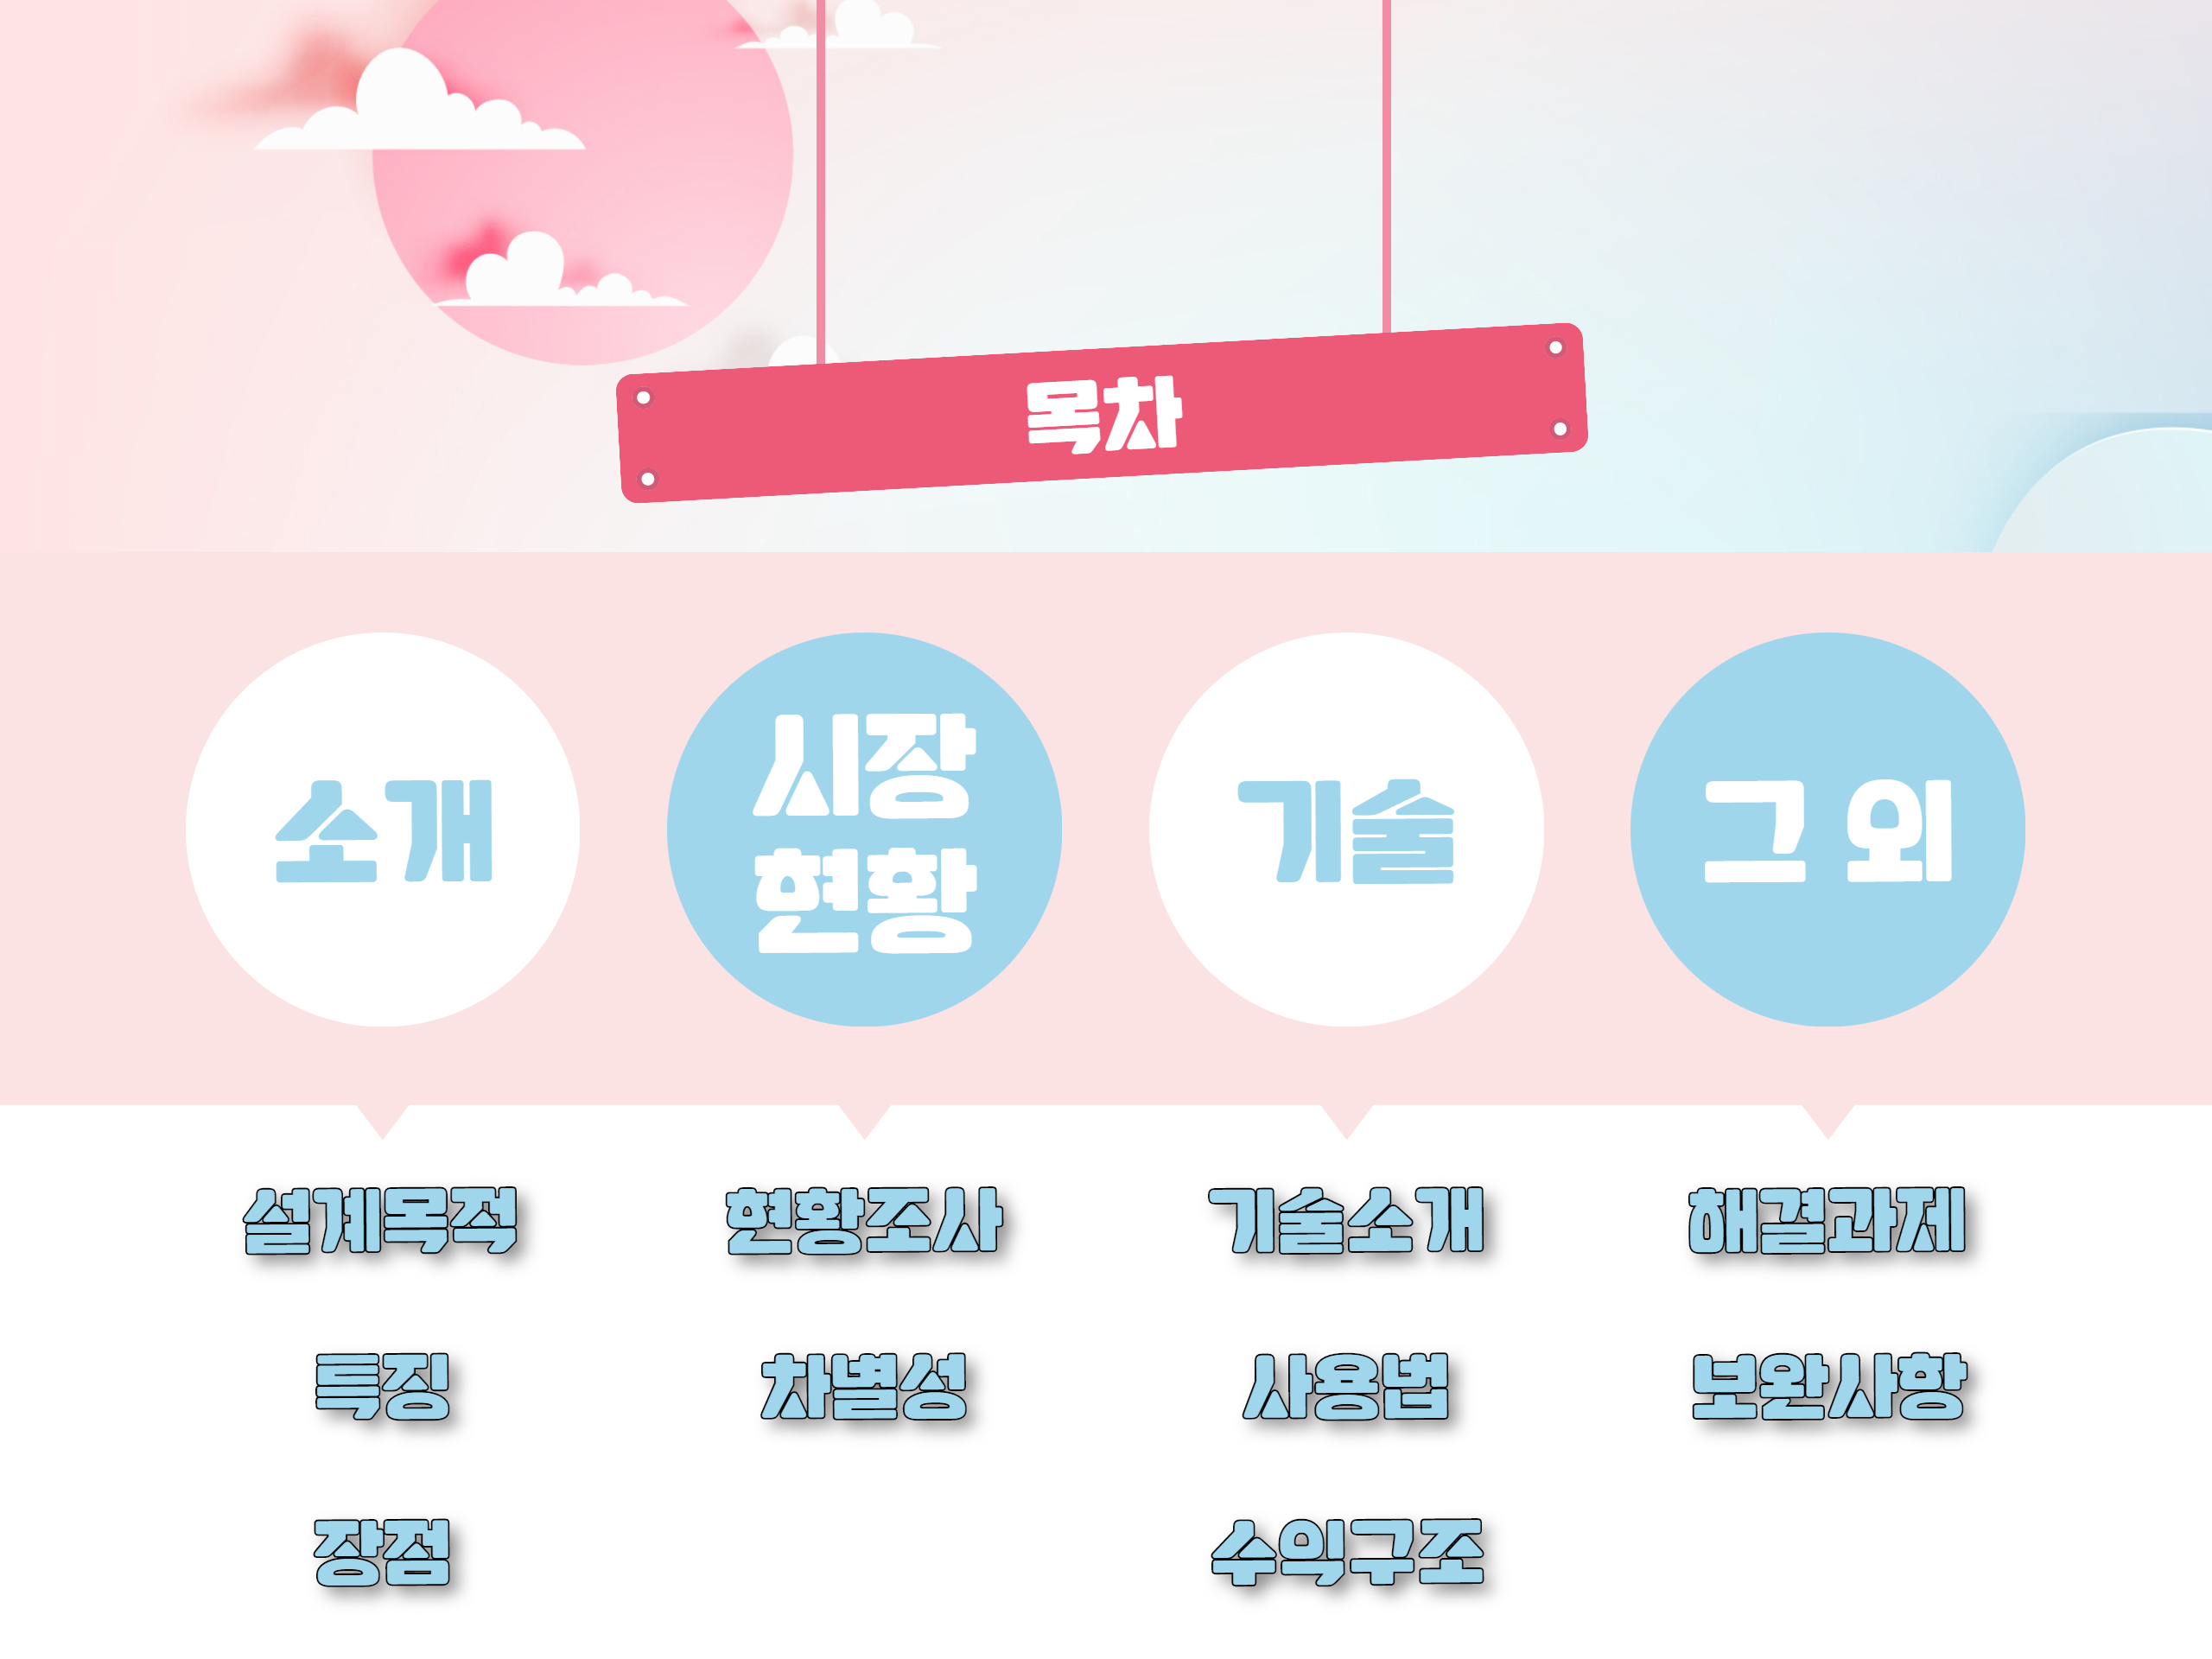 목차
소개
시장
현황
기술
그 외
설계목적
특징
장점
현황조사
차별성
기술소개
사용법
수익구조
해결과제
보완사항